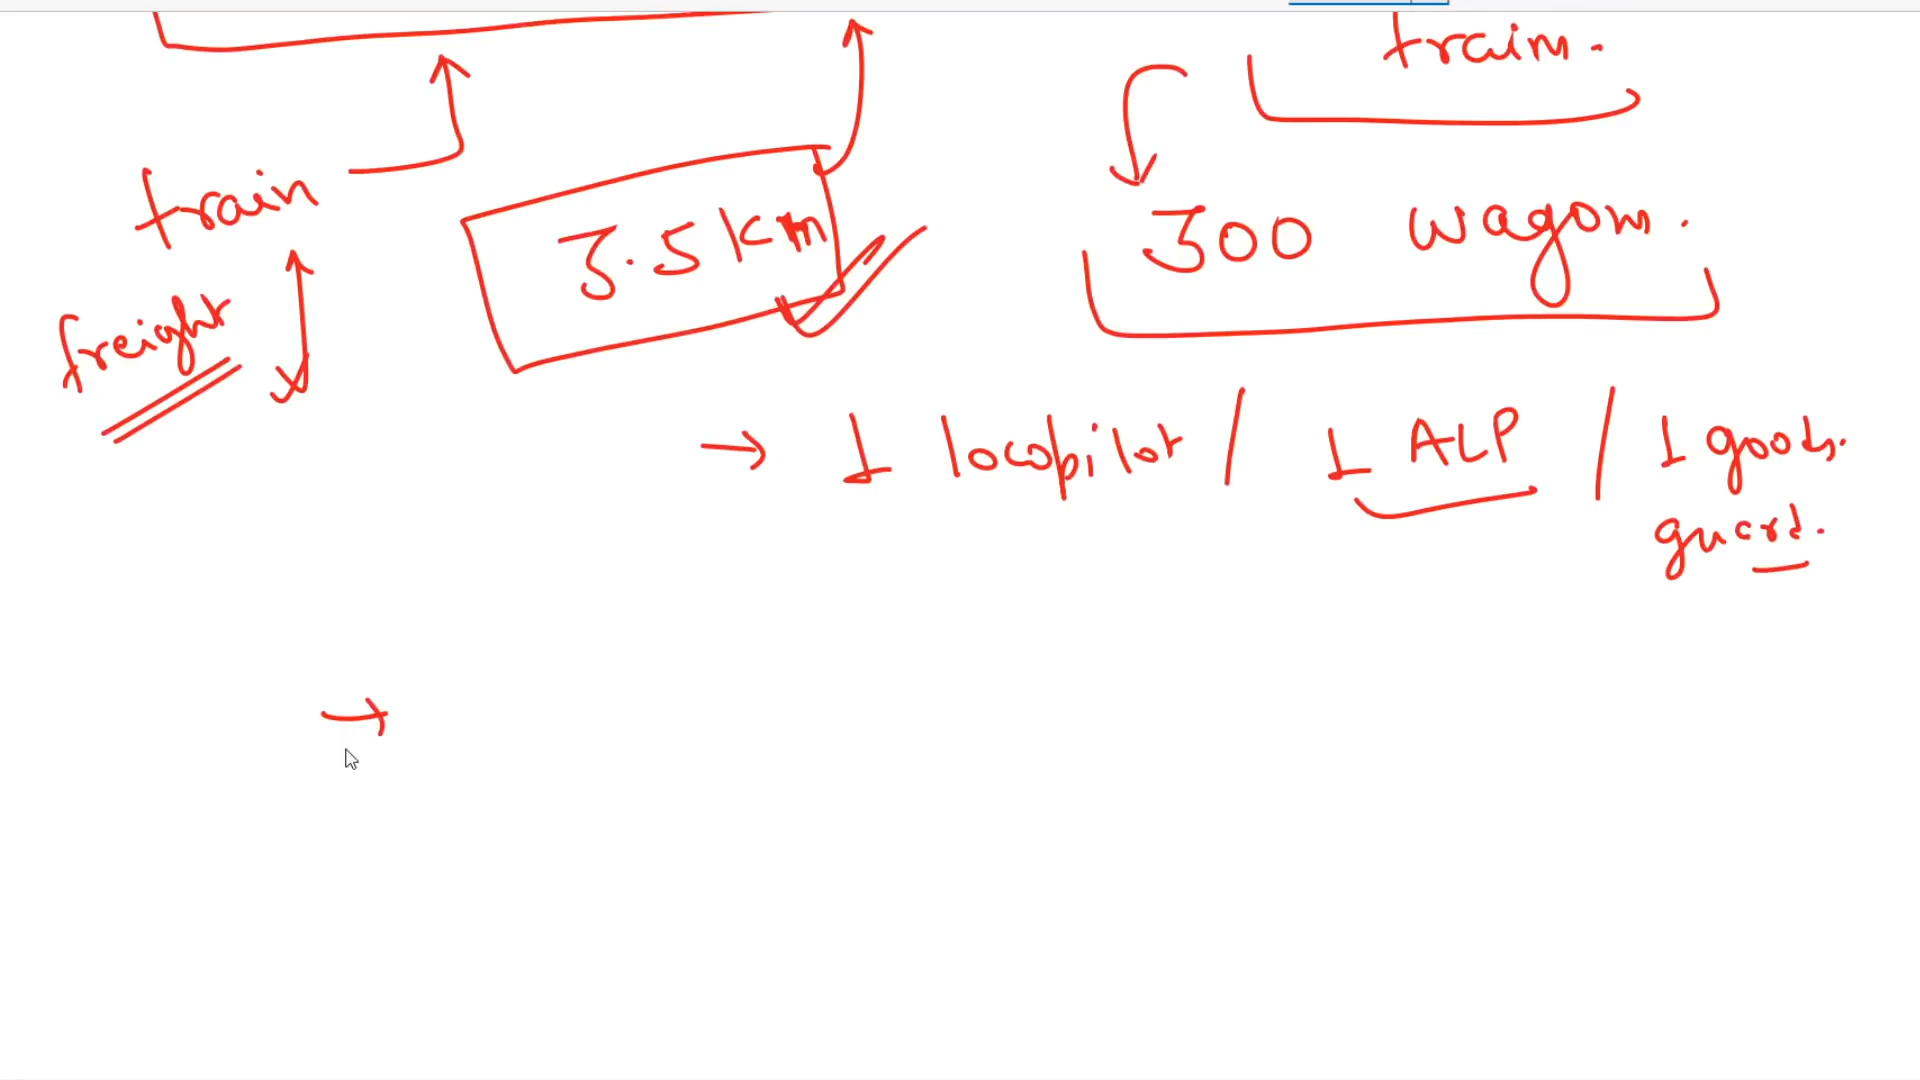 train.
train
3.5 km
300 wagon.
freight
→ 1 locopilot / 1 ALP / 1 goods.
guard.
→